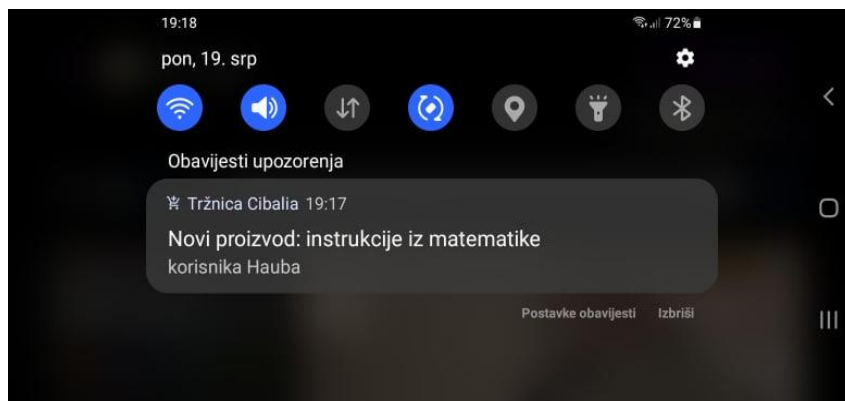 19:18 72%
pon, 19. srp
Obavijesti upozorenja
Tržnica Cibalia 19:17
Novi proizvod: instrukcije iz matematike
korisnika Hauba
Postavke obavijesti Izbriši